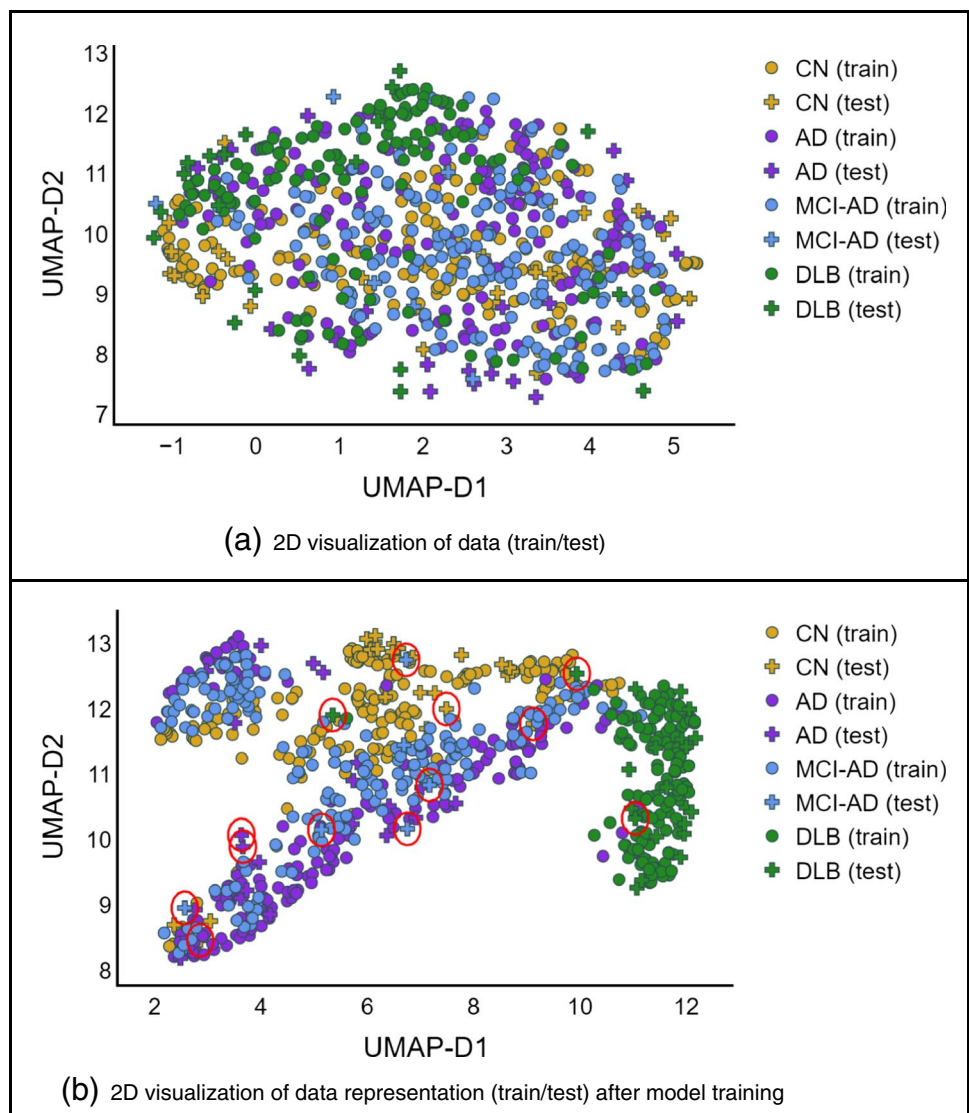 13
12
11
10
9
8
7
UMAP-D2
−1 0 1 2 3 4 5
UMAP-D1
CN (train)
CN (test)
AD (train)
AD (test)
MCI-AD (train)
MCI-AD (test)
DLB (train)
DLB (test)
(a) 2D visualization of data (train/test)
13
12
11
10
9
8
UMAP-D2
2 4 6 8 10 12
UMAP-D1
CN (train)
CN (test)
AD (train)
AD (test)
MCI-AD (train)
MCI-AD (test)
DLB (train)
DLB (test)
(b) 2D visualization of data representation (train/test) after model training